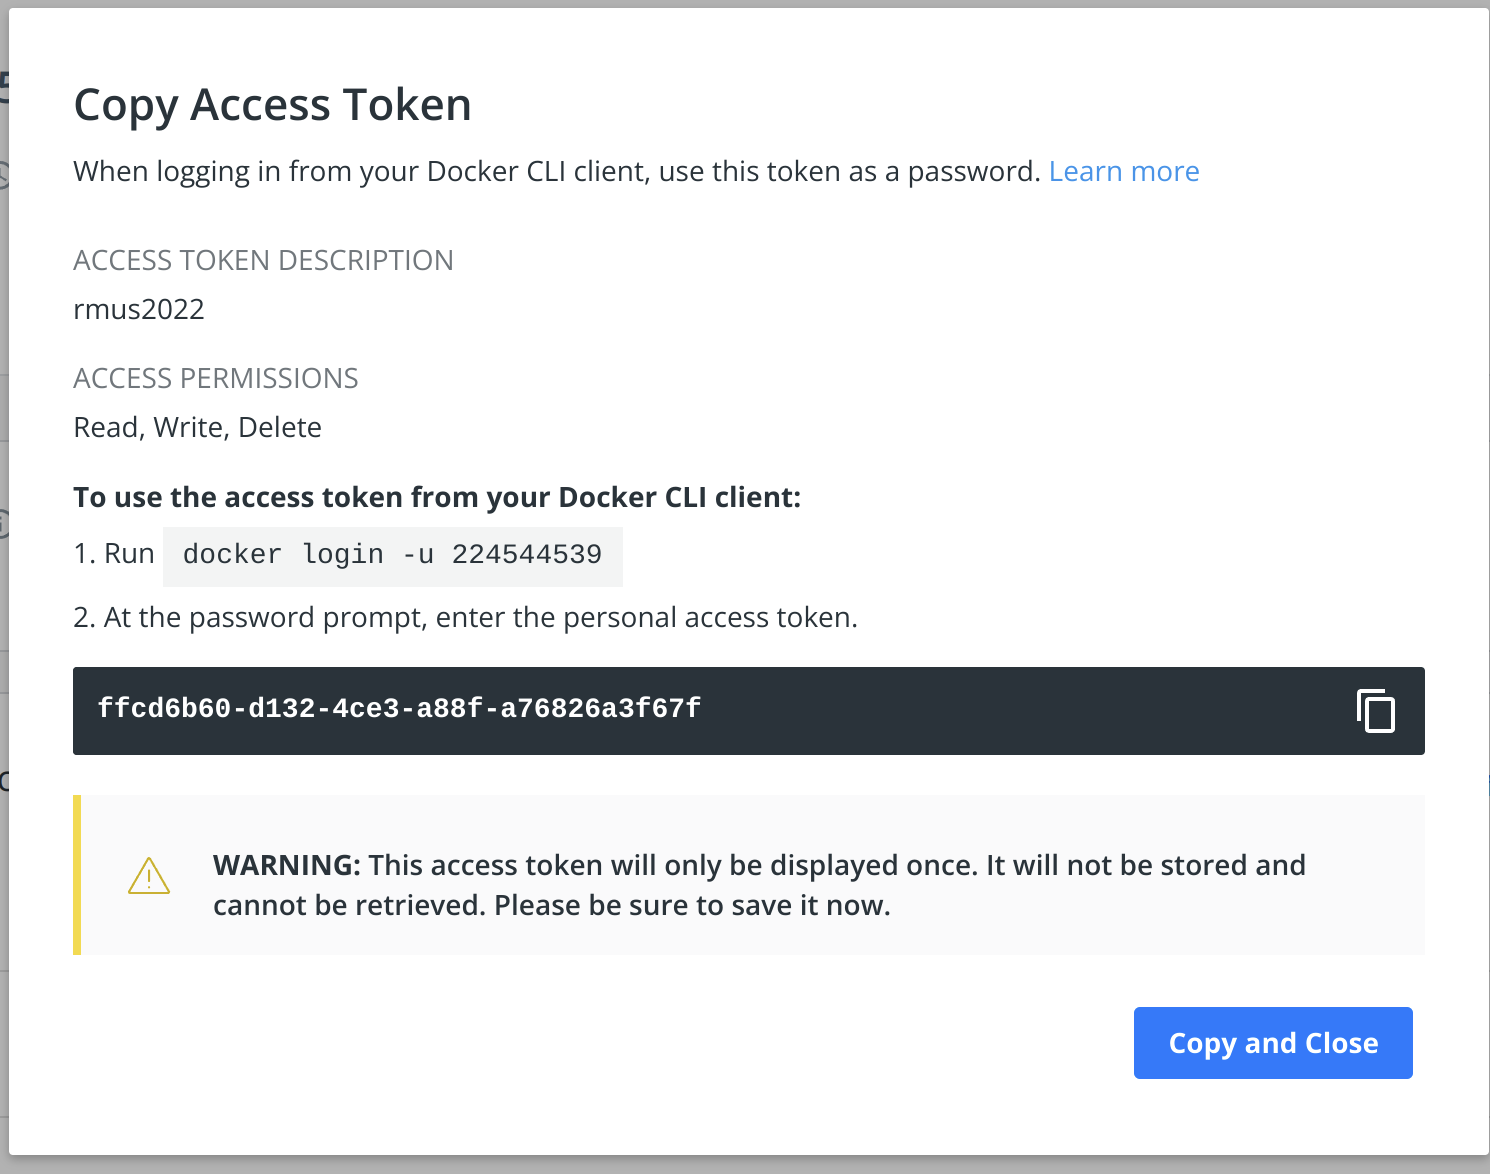 Copy Access Token
When logging in from your Docker CLI client, use this token as a password. Learn more
ACCESS TOKEN DESCRIPTION
rmus2022
ACCESS PERMISSIONS
Read, Write, Delete
To use the access token from your Docker CLI client:
1. Run docker login -u 224544539
2. At the password prompt, enter the personal access token.
ffcd6b60-d132-4ce3-a88f-a76826a3f67f
WARNING: This access token will only be displayed once. It will not be stored and
cannot be retrieved. Please be sure to save it now.
Copy and Close